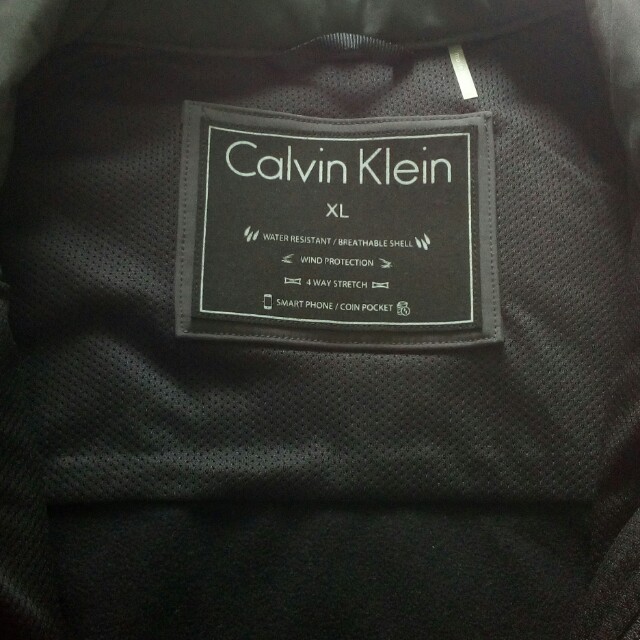 Calvin Klein
XL
WATER RESISTANT / BREATHABLE SHELL
WIND PROTECTION
4 WAY STRETCH
SMART PHONE / COIN POCKET